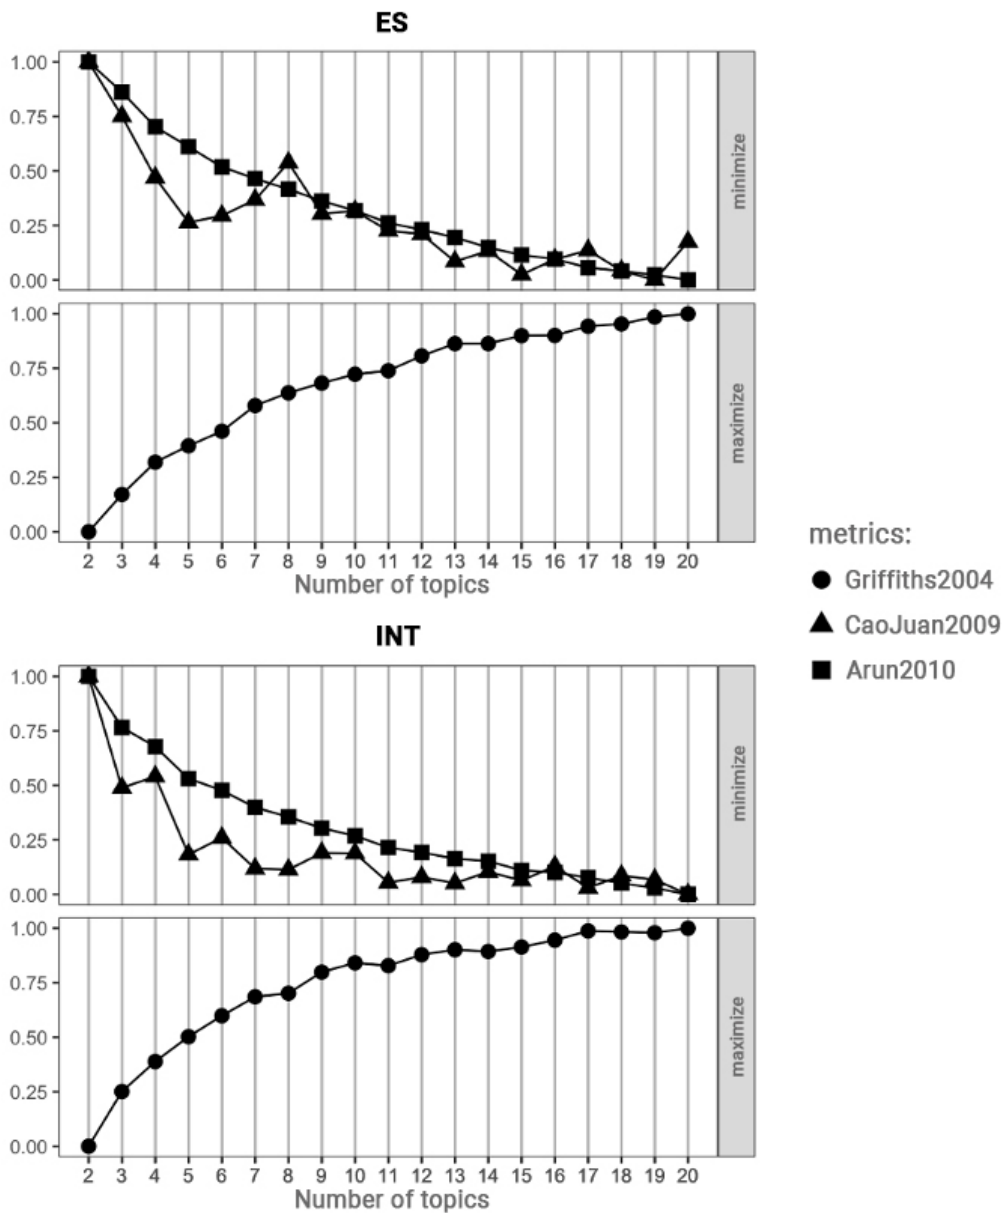 ES
1.00
0.75
0.50
0.25
0.00
minimize
1.00
0.75
0.50
0.25
0.00
maximize
2 3 4 5 6 7 8 9 10 11 12 13 14 15 16 17 18 19 20
Number of topics
metrics:
Griffiths2004
CaoJuan2009
Arun2010
INT
1.00
0.75
0.50
0.25
0.00
minimize
1.00
0.75
0.50
0.25
0.00
maximize
2 3 4 5 6 7 8 9 10 11 12 13 14 15 16 17 18 19 20
Number of topics